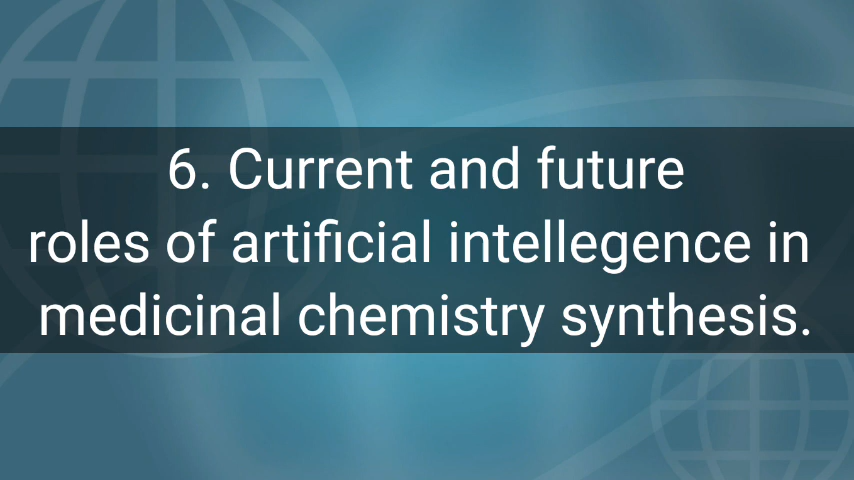 6. Current and future
roles of artificial intellegence in
medicinal chemistry synthesis.